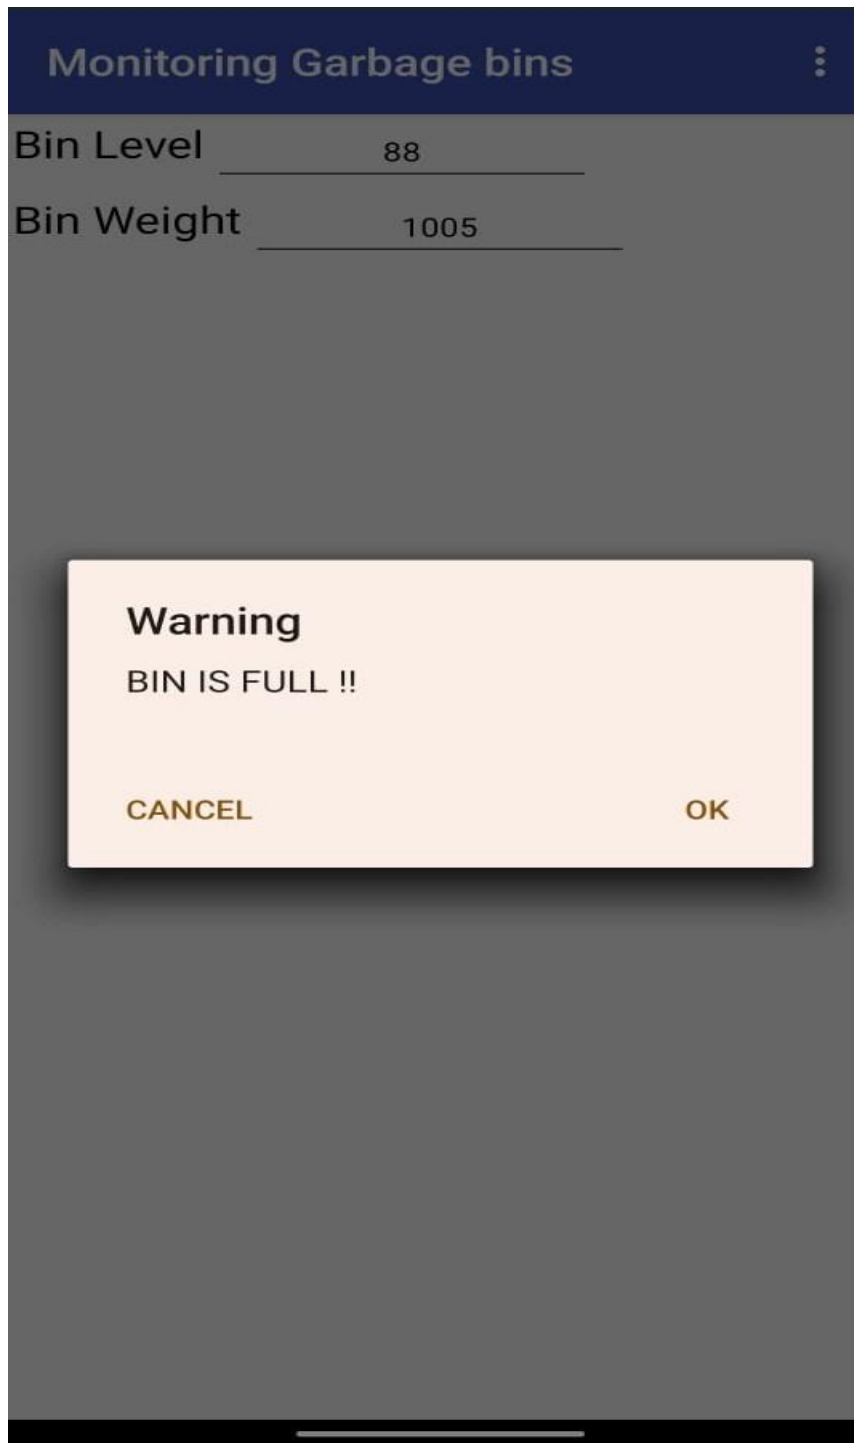 Monitoring Garbage bins
Bin Level 88
Bin Weight 1005
Warning
BIN IS FULL !!
CANCEL OK